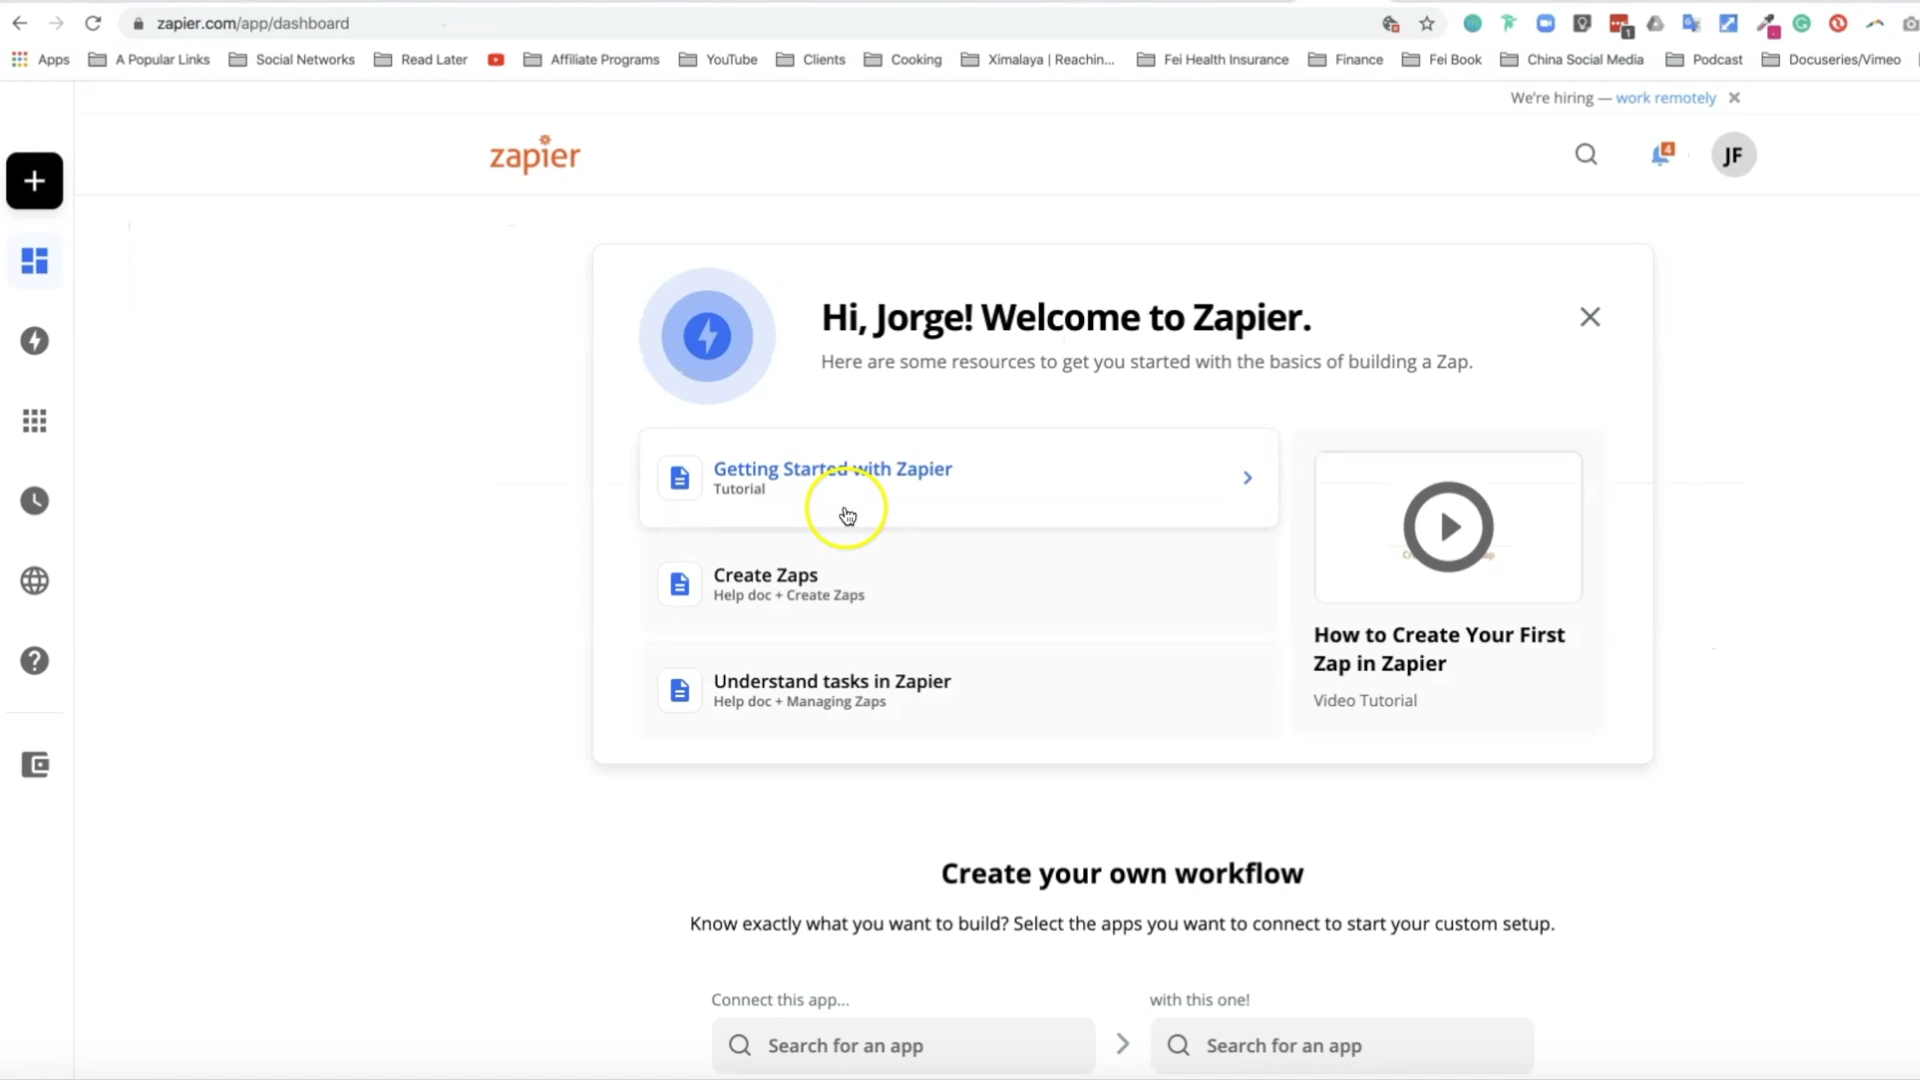 zapier.com/app/dashboard
1
Apps
A Popular Links
Social Networks
Read Later
Affiliate Programs
YouTube
Clients
Cooking
Ximalaya | Reachin...
Fei Health Insurance
Finance
Fei Book
China Social Media
Podcast
Docuseries/Vimeo
We're hiring — work remotely
zapier
4
JF
Hi, Jorge! Welcome to Zapier.
Here are some resources to get you started with the basics of building a Zap.
Getting Started with Zapier
Tutorial
Create Zaps
Help doc + Create Zaps
Understand tasks in Zapier
Help doc + Managing Zaps
How to Create Your First
Zap in Zapier
Video Tutorial
Create your own workflow
Know exactly what you want to build? Select the apps you want to connect to start your custom setup.
Connect this app...
with this one!
Search for an app
Search for an app